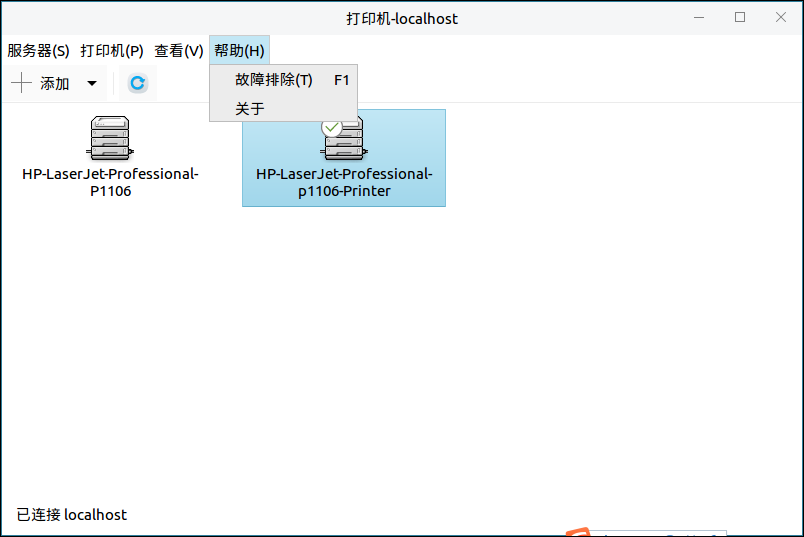 打印机-localhost
服务器(S) 打印机(P) 查看(V) 帮助(H)
添加
故障排除(T) F1
关于
HP-LaserJet-Professional-
P1106
HP-LaserJet-Professional-
p1106-Printer
已连接 localhost